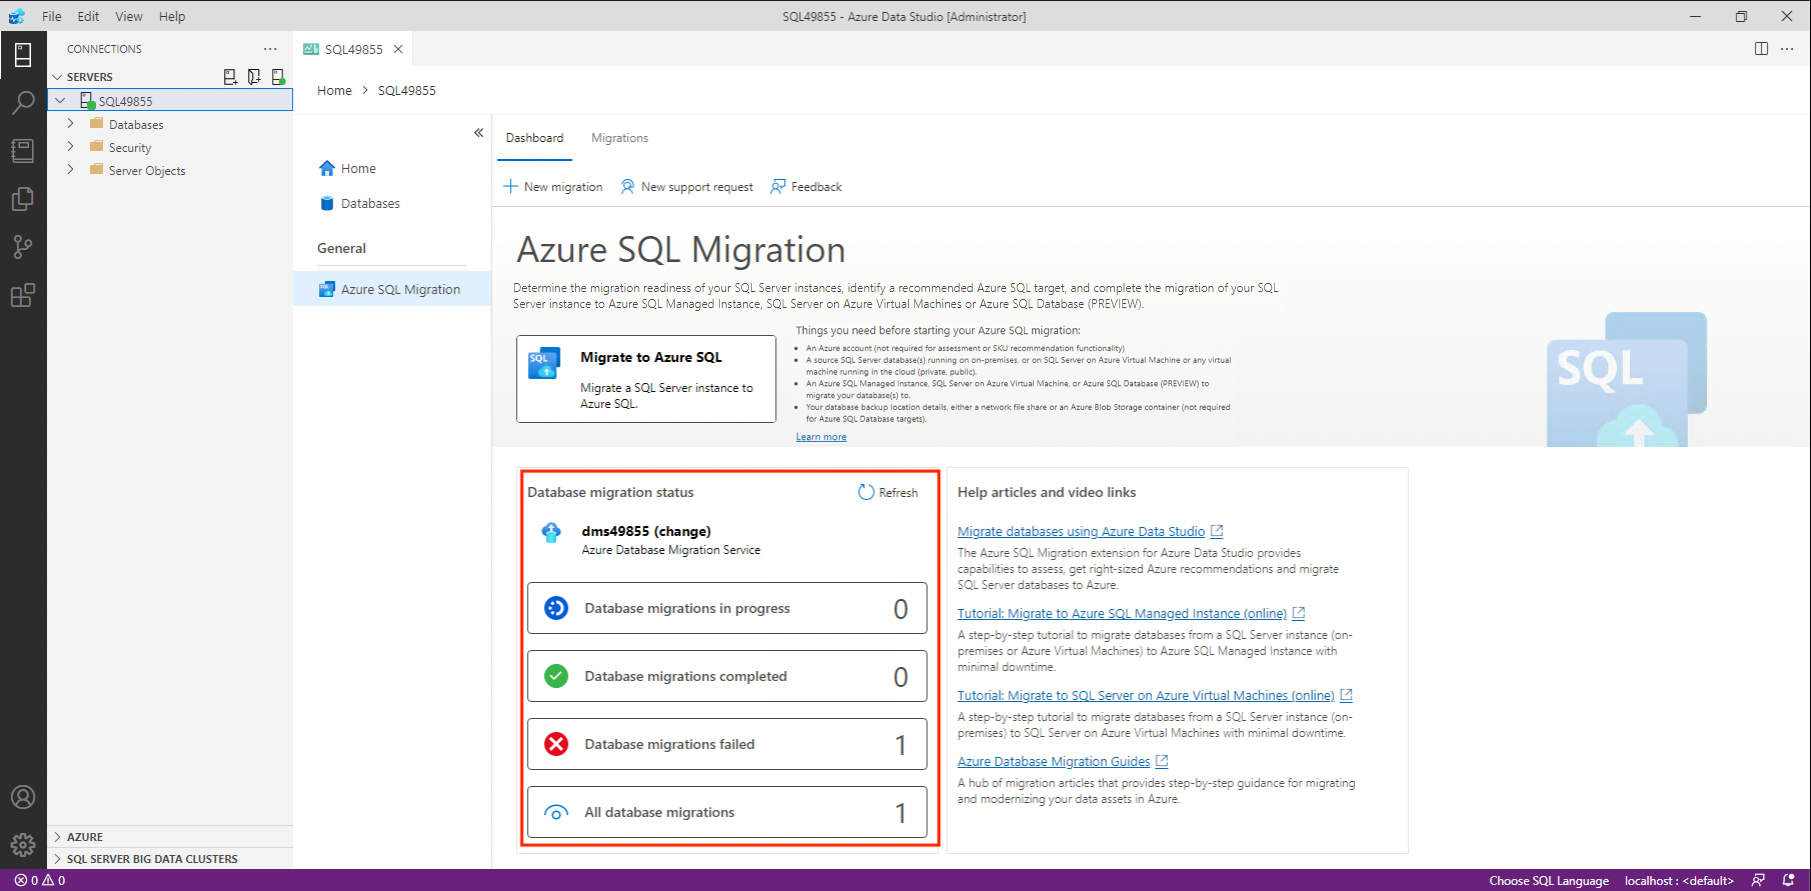 File Edit View Help
SQL49855 - Azure Data Studio [Administrator]
CONNECTIONS
SERVERS
SQL49855
Databases
Security
Server Objects
AZURE
SQL SERVER BIG DATA CLUSTERS
SQL49855
Home > SQL49855
Home
Databases
General
Azure SQL Migration
Dashboard Migrations
New migration New support request Feedback
Azure SQL Migration
Determine the migration readiness of your SQL Server instances, identify a recommended Azure SQL target, and complete the migration of your SQL
Server instance to Azure SQL Managed Instance, SQL Server on Azure Virtual Machines or Azure SQL Database (PREVIEW).
SQL
Migrate to Azure SQL
Migrate a SQL Server instance to
Azure SQL.
Things you need before starting your Azure SQL migration:
• An Azure account (not required for assessment or SKU recommendation functionality)
• A source SQL Server database(s) running on on-premises, or on SQL Server on Azure Virtual Machine or any virtual
machine running in the cloud (private, public).
• An Azure SQL Managed Instance, SQL Server on Azure Virtual Machine, or Azure SQL Database (PREVIEW) to
migrate your database(s) to.
• Your database backup location details, either a network file share or an Azure Blob Storage container (not required
for Azure SQL Database targets).
Learn more
SQL
Database migration status
Refresh
dms49855 (change)
Azure Database Migration Service
Database migrations in progress 0
Database migrations completed 0
Database migrations failed 1
All database migrations 1
Help articles and video links
Migrate databases using Azure Data Studio
The Azure SQL Migration extension for Azure Data Studio provides
capabilities to assess, get right-sized Azure recommendations and migrate
SQL Server databases to Azure.
Tutorial: Migrate to Azure SQL Managed Instance (online)
A step-by-step tutorial to migrate databases from a SQL Server instance (on-
premises or Azure Virtual Machines) to Azure SQL Managed Instance with
minimal downtime.
Tutorial: Migrate to SQL Server on Azure Virtual Machines (online)
A step-by-step tutorial to migrate databases from a SQL Server instance (on-
premises) to SQL Server on Azure Virtual Machines with minimal downtime.
Azure Database Migration Guides
A hub of migration articles that provides step-by-step guidance for migrating
and modernizing your data assets in Azure.
0 0
Choose SQL Language localhost : <default>